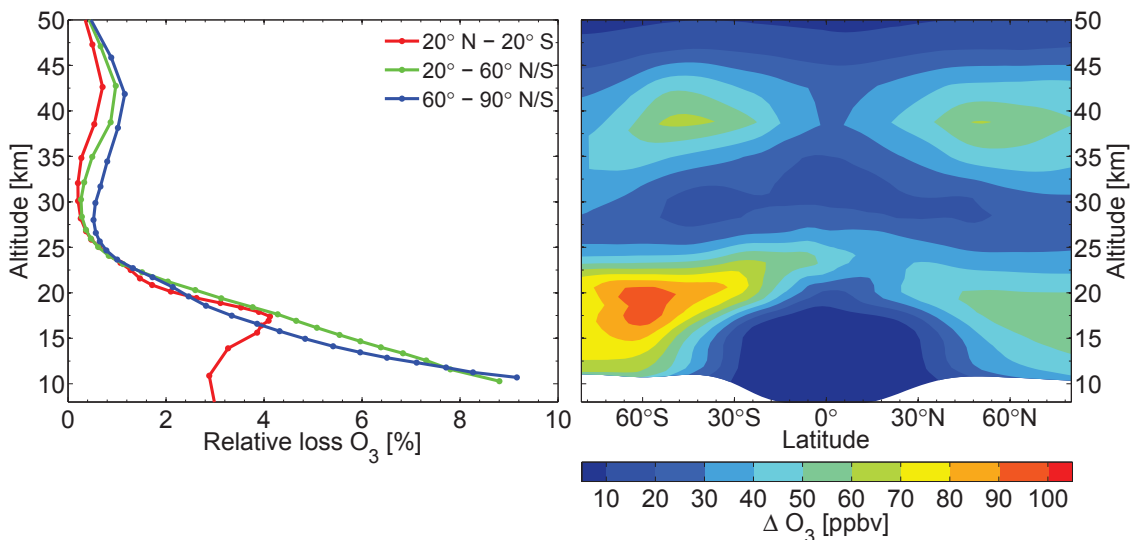 50
45
40
35
30
25
20
15
10
Altitude [km]
0 2 4 6 8 10
Relative loss O₃ [%]
20° N − 20° S
20° − 60° N/S
60° − 90° N/S
50
45
40
35
30
25
20
15
10
Altitude [km]
60°S 30°S 0° 30°N 60°N
Latitude
10 20 30 40 50 60 70 80 90 100
Δ O₃ [ppbv]